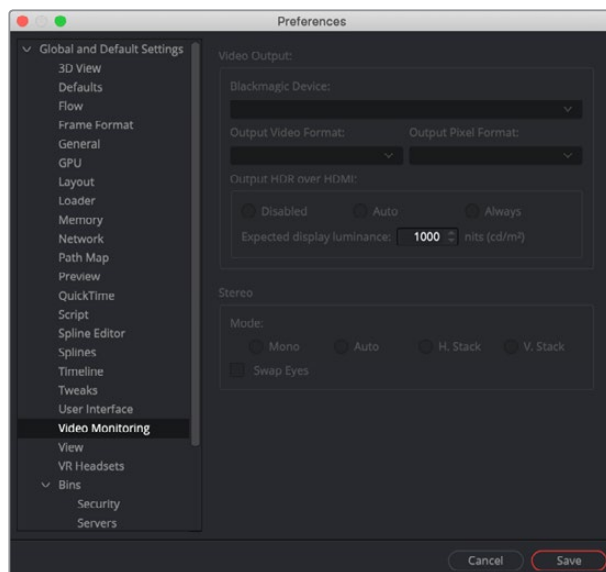 Preferences
Global and Default Settings
3D View
Defaults
Flow
Frame Format
General
GPU
Layout
Loader
Memory
Network
Path Map
Preview
QuickTime
Script
Spline Editor
Splines
Timeline
Tweaks
User Interface
Video Monitoring
View
VR Headsets
Bins
Security
Servers
Video Output:
Blackmagic Device:
Output Video Format: Output Pixel Format:
Output HDR over HDMI:
Disabled Auto Always
Expected display luminance: 1000 nits (cd/m²)
Stereo
Mode:
Mono Auto H. Stack V. Stack
Swap Eyes
Cancel Save